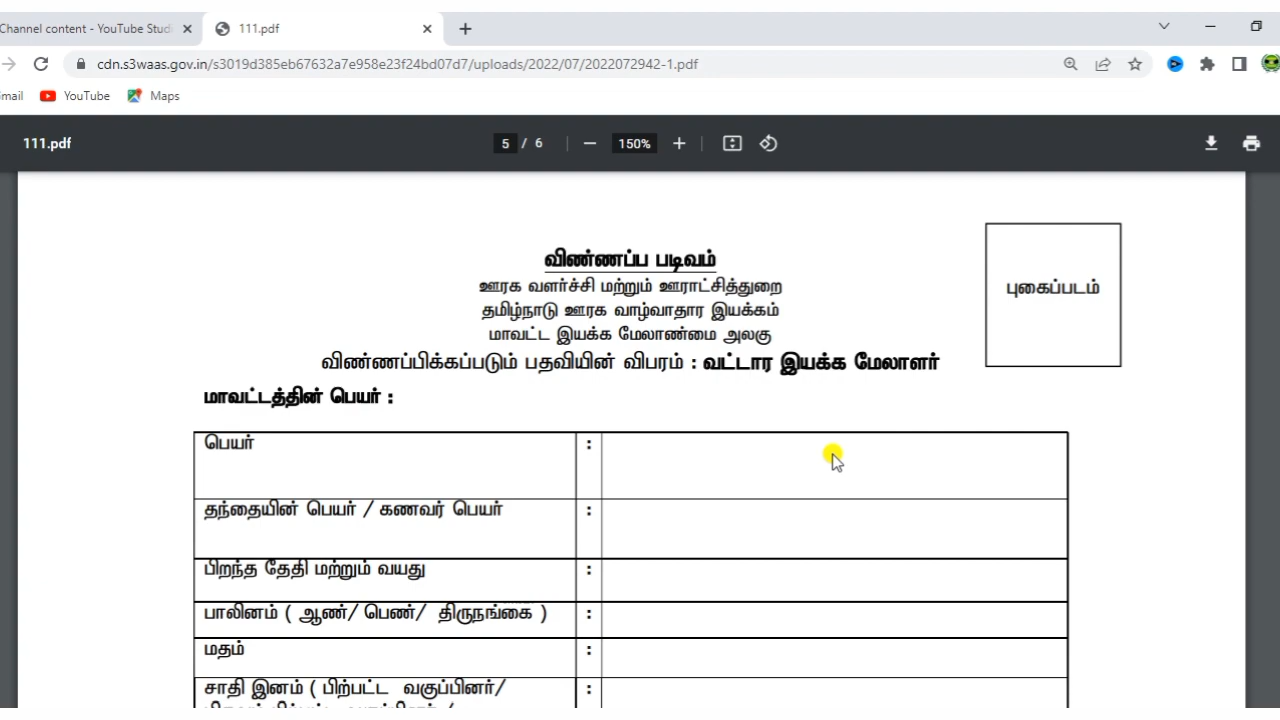 Channel content - YouTube Studi
111.pdf
cdn.s3waas.gov.in/s3019d385eb67632a7e958e23f24bd07d7/uploads/2022/07/2022072942-1.pdf
YouTube
Maps
111.pdf
5 / 6
150%
விண்ணப்ப படிவம்
ஊரக வளர்ச்சி மற்றும் ஊராட்சித்துறை
தமிழ்நாடு ஊரக வாழ்வாதார இயக்கம்
மாவட்ட இயக்க மேலாண்மை அலகு
விண்ணப்பிக்கப்படும் பதவியின் விபரம் : வட்டார இயக்க மேலாளர்
புகைப்படம்
மாவட்டத்தின் பெயர் :
பெயர் :
தந்தையின் பெயர் / கணவர் பெயர் :
பிறந்த தேதி மற்றும் வயது :
பாலினம் ( ஆண்/ பெண்/ திருநங்கை ) :
மதம் :
சாதி இனம் ( பிற்பட்ட வகுப்பினர்/ :